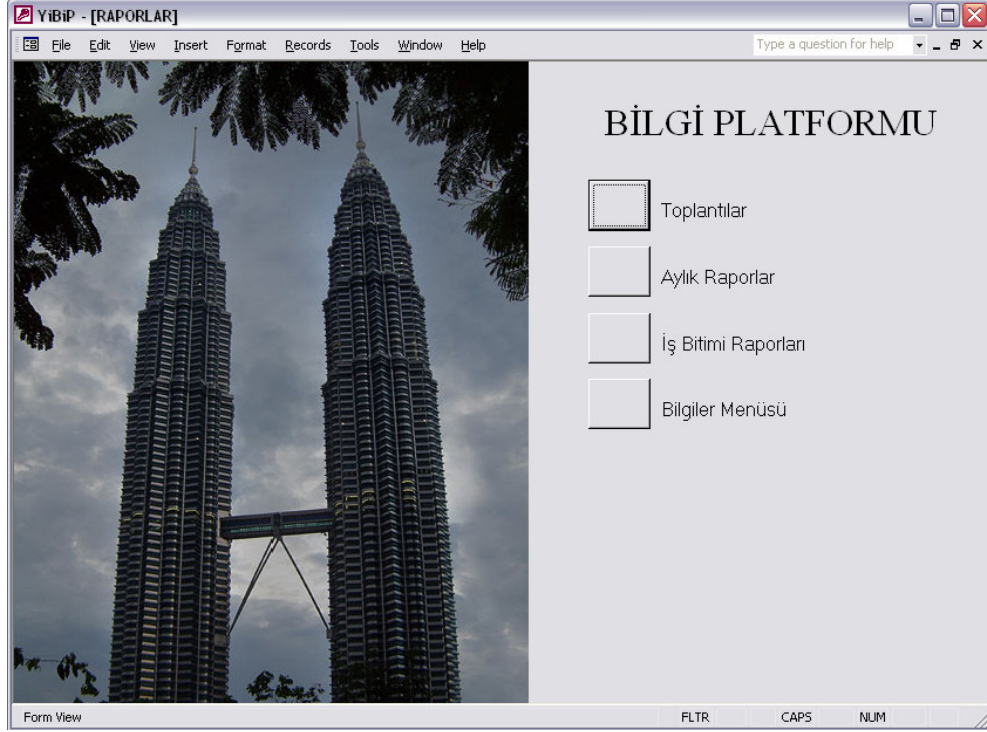 YiBiP - [RAPORLAR]
File Edit View Insert Format Records Tools Window Help Type a question for help
BİLGİ PLATFORMU
Toplantılar
Aylık Raporlar
İş Bitimi Raporları
Bilgiler Menüsü
Form View FLTR CAPS NUM